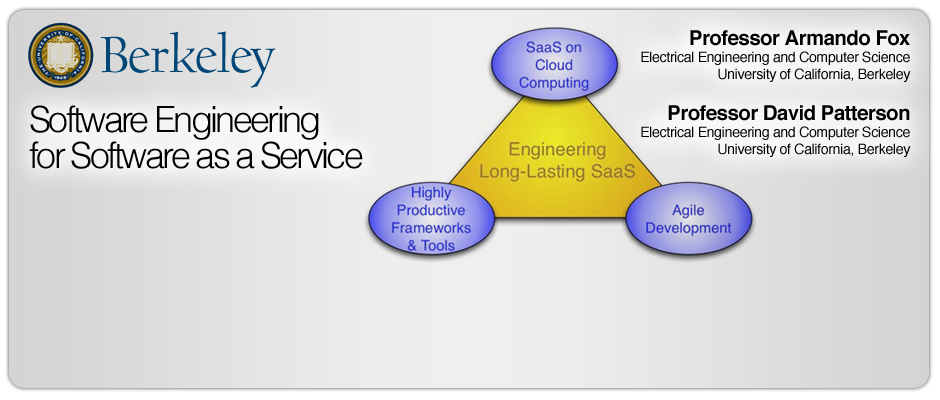 Berkeley
Software Engineering
for Software as a Service
SaaS on
Cloud
Computing
Engineering
Long-Lasting SaaS
Highly
Productive
Frameworks
& Tools
Agile
Development
Professor Armando Fox
Electrical Engineering and Computer Science
University of California, Berkeley
Professor David Patterson
Electrical Engineering and Computer Science
University of California, Berkeley